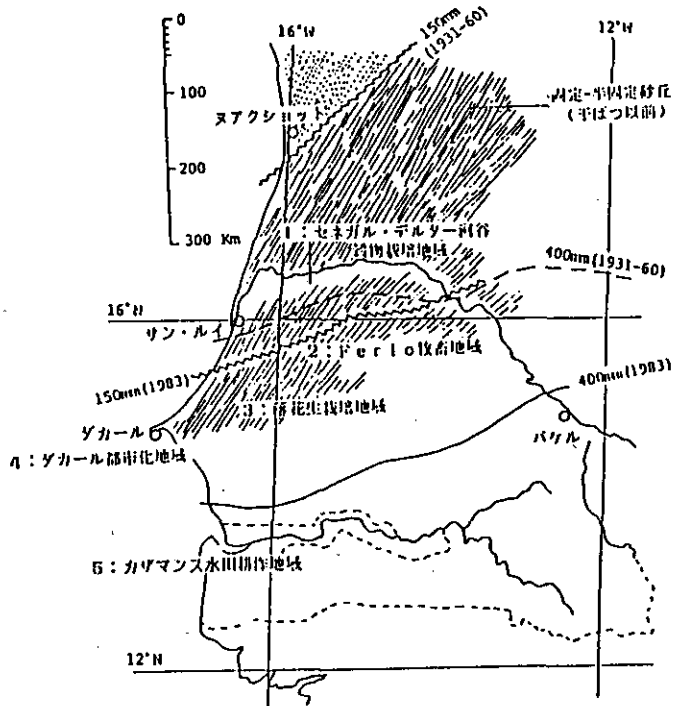 0
100
200
300 Km
16°W
150mm
(1931-60)
12°W
ヌアクショット
固定-半固定砂丘
(干ばつ以前)
1:セネガル・デルター河谷
穀物栽培地域
400mm(1931-60)
16°N
サン・ルイ
2:Ferlo牧畜地域
150mm(1983)
400mm(1983)
3:落花生栽培地域
ダカール
バケル
4:ダカール都市化地域
5:カザマンス水田耕作地域
12°N